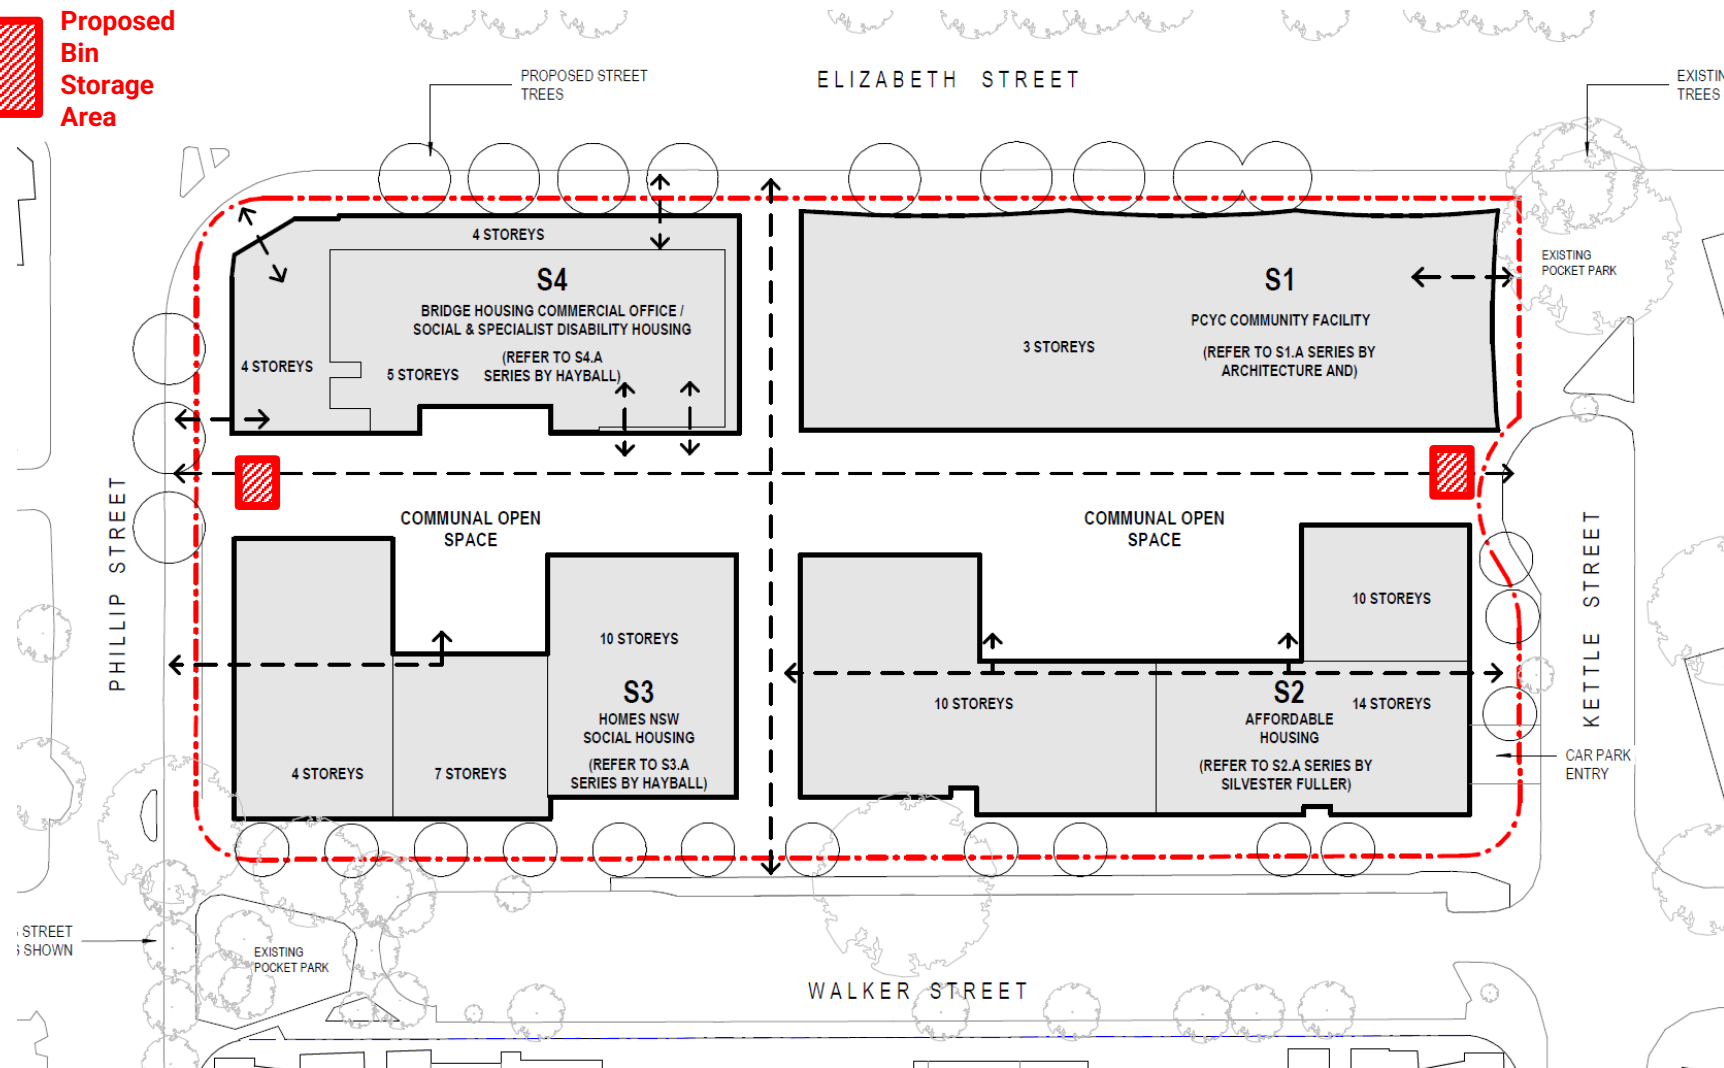 Proposed
Bin
Storage
Area
PROPOSED STREET
TREES
ELIZABETH STREET
TREES
4 STOREYS
S4
BRIDGE HOUSING COMMERCIAL OFFICE /
SOCIAL & SPECIALIST DISABILITY HOUSING
(REFER TO S4.A
SERIES BY HAYBALL)
4 STOREYS
5 STOREYS
S1
PCYC COMMUNITY FACILITY
(REFER TO S1.A SERIES BY
ARCHITECTURE AND)
3 STOREYS
EXISTING
POCKET PARK
PHILLIP STREET
COMMUNAL OPEN
SPACE
COMMUNAL OPEN
SPACE
KETTLE STREET
10 STOREYS
S3
HOMES NSW
SOCIAL HOUSING
(REFER TO S3.A
SERIES BY HAYBALL)
4 STOREYS
7 STOREYS
10 STOREYS
10 STOREYS
S2
14 STOREYS
AFFORDABLE
HOUSING
(REFER TO S2.A SERIES BY
SILVESTER FULLER)
CAR PARK
ENTRY
STREET
SHOWN
EXISTING
POCKET PARK
WALKER STREET